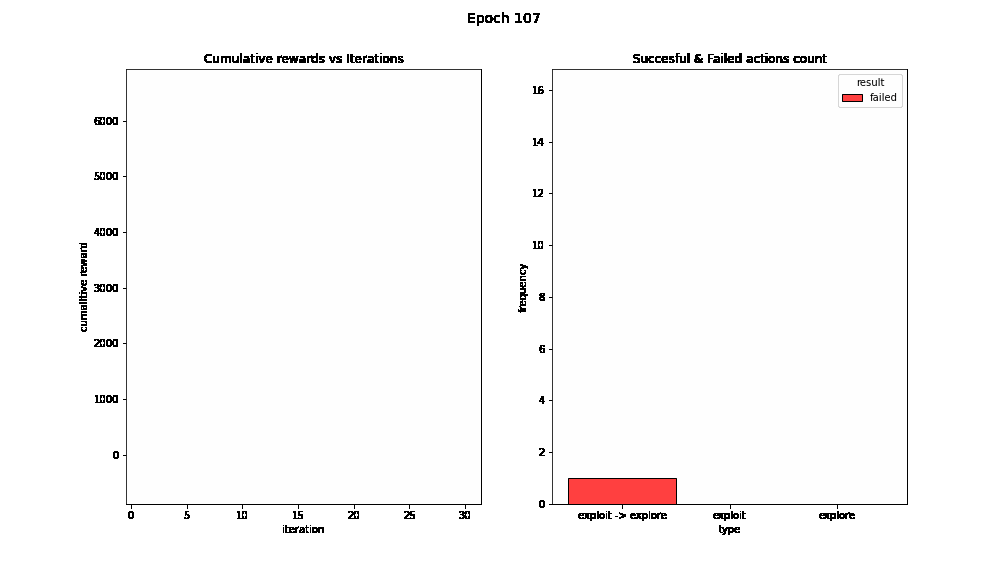 Epoch 107
Cumulative rewards vs Iterations
6000
5000
4000
3000
2000
1000
0
cumalitive reward
0 5 10 15 20 25 30
iteration
Succesful & Failed actions count
result
failed
16
14
12
10
8
6
4
2
0
frequency
exploit -> explore exploit explore
type